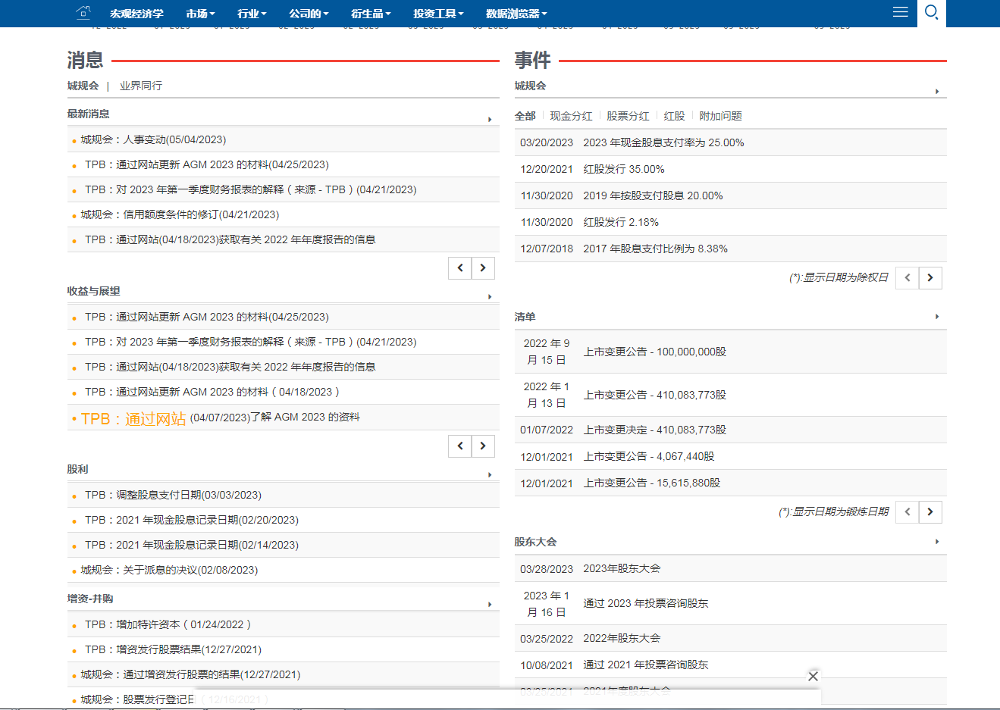 宏观经济学 市场 行业 公司的 衍生品 投资工具 数据浏览器
消息
城规会 | 业界同行
最新消息
城规会：人事变动(05/04/2023)
TPB：通过网站更新 AGM 2023 的材料(04/25/2023)
TPB：对 2023 年第一季度财务报表的解释（来源 - TPB）(04/21/2023)
城规会：信用额度条件的修订(04/21/2023)
TPB：通过网站(04/18/2023)获取有关 2022 年年度报告的信息
收益与展望
TPB：通过网站更新 AGM 2023 的材料(04/25/2023)
TPB：对 2023 年第一季度财务报表的解释（来源 - TPB）(04/21/2023)
TPB：通过网站(04/18/2023)获取有关 2022 年年度报告的信息
TPB：通过网站更新 AGM 2023 的材料（04/18/2023）
TPB：通过网站 (04/07/2023)了解 AGM 2023 的资料
股利
TPB：调整股息支付日期(03/03/2023)
TPB：2021 年现金股息记录日期(02/20/2023)
TPB：2021 年现金股息记录日期(02/14/2023)
城规会：关于派息的决议(02/08/2023)
增资-并购
TPB：增加特许资本（01/24/2022）
TPB：增资发行股票结果(12/27/2021)
城规会：通过增资发行股票的结果(12/27/2021)
城规会：股票发行登记日（12/16/2021）
事件
城规会
全部 现金分红 股票分红 红股 附加问题
03/20/2023 2023 年现金股息支付率为 25.00%
12/20/2021 红股发行 35.00%
11/30/2020 2019 年按股支付股息 20.00%
11/30/2020 红股发行 2.18%
12/07/2018 2017 年股息支付比例为 8.38%
(*):显示日期为除权日
清单
2022 年 9
月 15 日 上市变更公告 - 100,000,000股
2022 年 1
月 13 日 上市变更公告 - 410,083,773股
01/07/2022 上市变更决定 - 410,083,773股
12/01/2021 上市变更公告 - 4,067,440股
12/01/2021 上市变更公告 - 15,615,880股
(*):显示日期为锻炼日期
股东大会
03/28/2023 2023年股东大会
2023 年 1
月 16 日 通过 2023 年投票咨询股东
03/25/2022 2022年股东大会
10/08/2021 通过 2021 年投票咨询股东
03/25/2021 2021年度股东大会